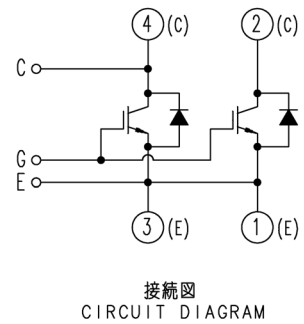 4 (C) 2 (C)
C
G
E
3 (E) 1 (E)
接続図
CIRCUIT DIAGRAM